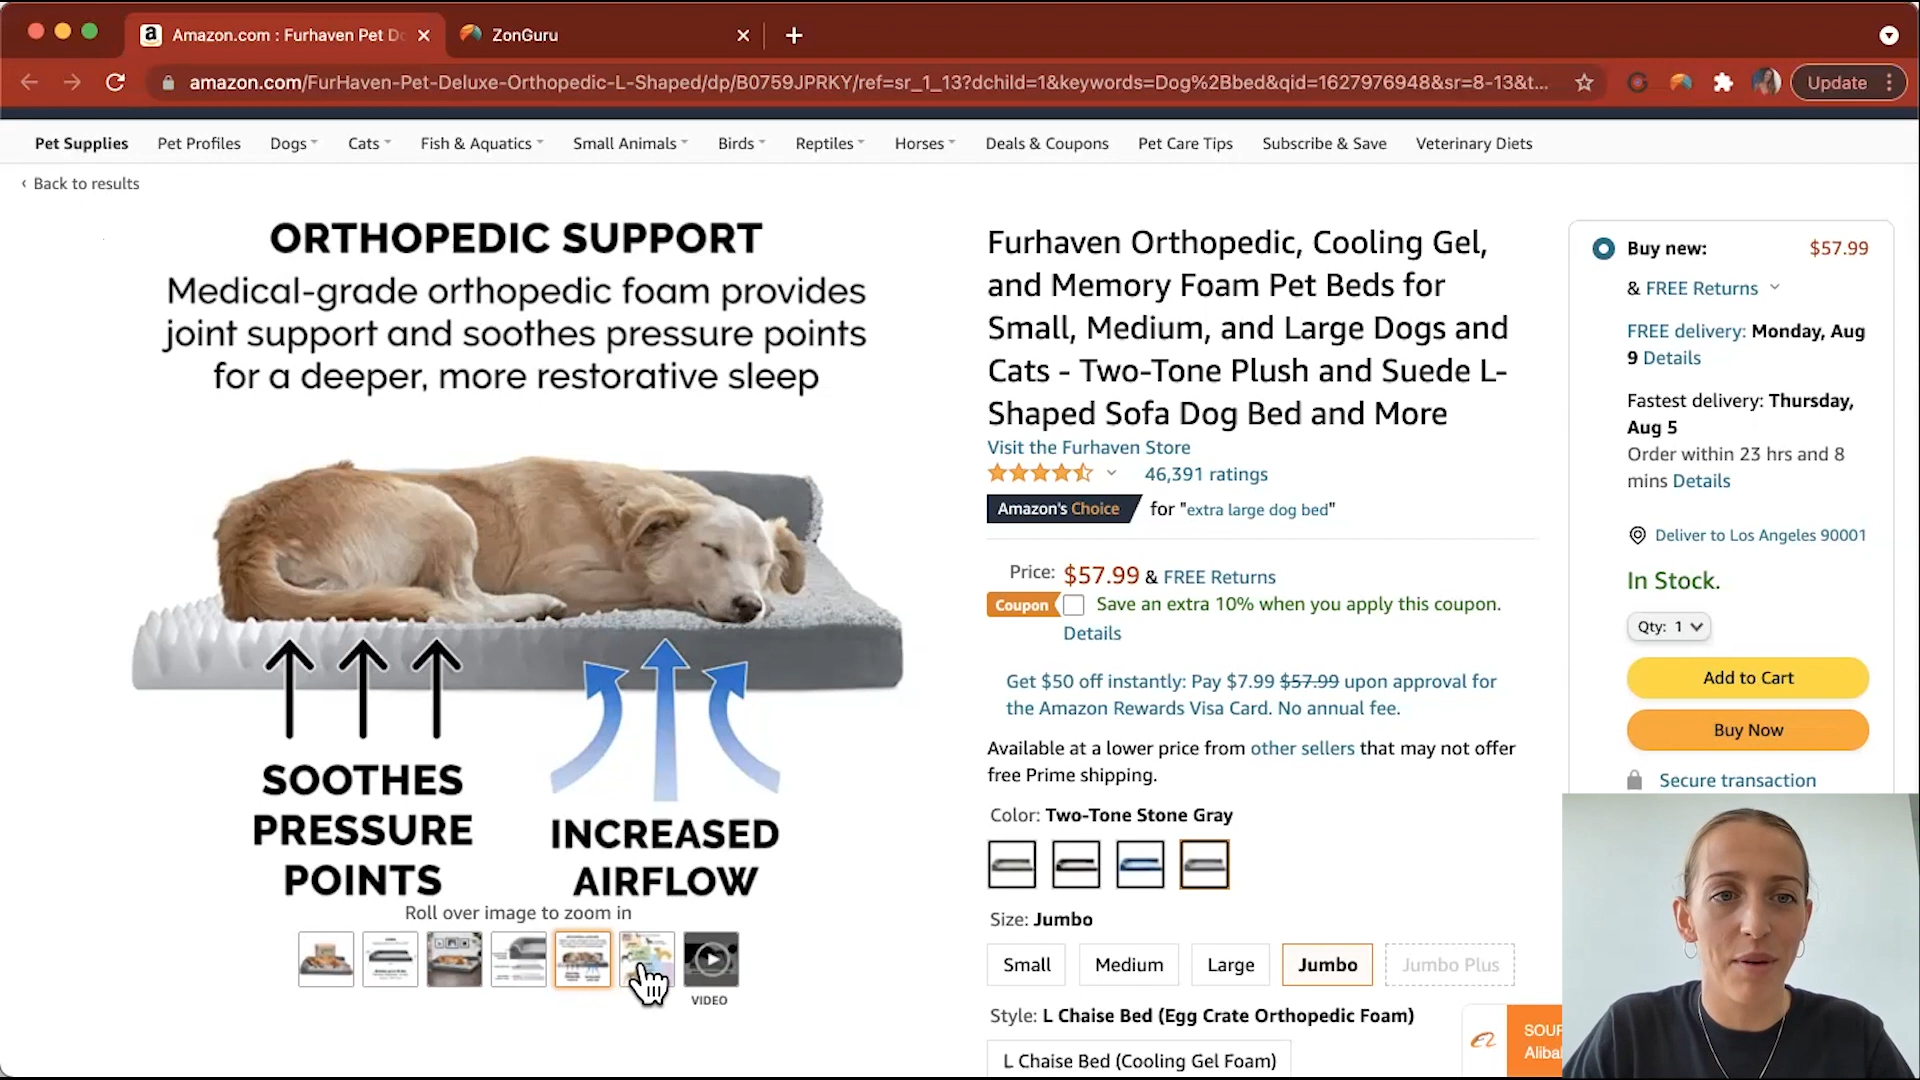 Amazon.com : Furhaven Pet Do
ZonGuru
amazon.com/FurHaven-Pet-Deluxe-Orthopedic-L-Shaped/dp/B0759JPRKY/ref=sr_1_13?dchild=1&keywords=Dog%2Bbed&qid=1627976948&sr=8-13&t...
Update
Pet Supplies Pet Profiles Dogs Cats Fish & Aquatics Small Animals Birds Reptiles Horses Deals & Coupons Pet Care Tips Subscribe & Save Veterinary Diets
‹ Back to results
ORTHOPEDIC SUPPORT
Medical-grade orthopedic foam provides
joint support and soothes pressure points
for a deeper, more restorative sleep
SOOTHES
PRESSURE
POINTS
INCREASED
AIRFLOW
Roll over image to zoom in
VIDEO
Furhaven Orthopedic, Cooling Gel,
and Memory Foam Pet Beds for
Small, Medium, and Large Dogs and
Cats - Two-Tone Plush and Suede L-
Shaped Sofa Dog Bed and More
Visit the Furhaven Store
46,391 ratings
Amazon's Choice for "extra large dog bed"
Price: $57.99 & FREE Returns
Coupon Save an extra 10% when you apply this coupon.
Details
Get $50 off instantly: Pay $7.99 $57.99 upon approval for
the Amazon Rewards Visa Card. No annual fee.
Available at a lower price from other sellers that may not offer
free Prime shipping.
Color: Two-Tone Stone Gray
Size: Jumbo
Small Medium Large Jumbo Jumbo Plus
Style: L Chaise Bed (Egg Crate Orthopedic Foam)
L Chaise Bed (Cooling Gel Foam)
Buy new: $57.99
& FREE Returns
FREE delivery: Monday, Aug
9 Details
Fastest delivery: Thursday,
Aug 5
Order within 23 hrs and 8
mins Details
Deliver to Los Angeles 90001
In Stock.
Qty: 1
Add to Cart
Buy Now
Secure transaction